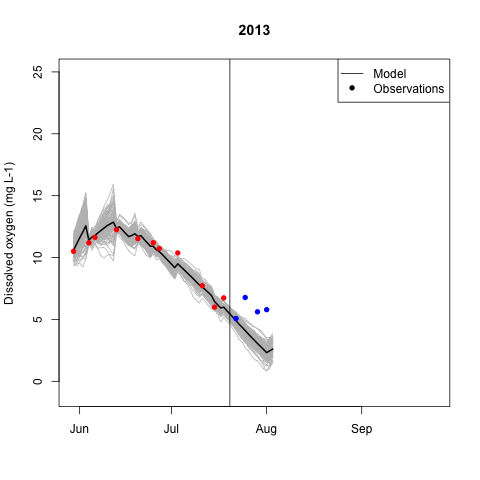 2013
Dissolved oxygen (mg L-1)
25
20
15
10
5
0
Model
Observations
Jun
Jul
Aug
Sep